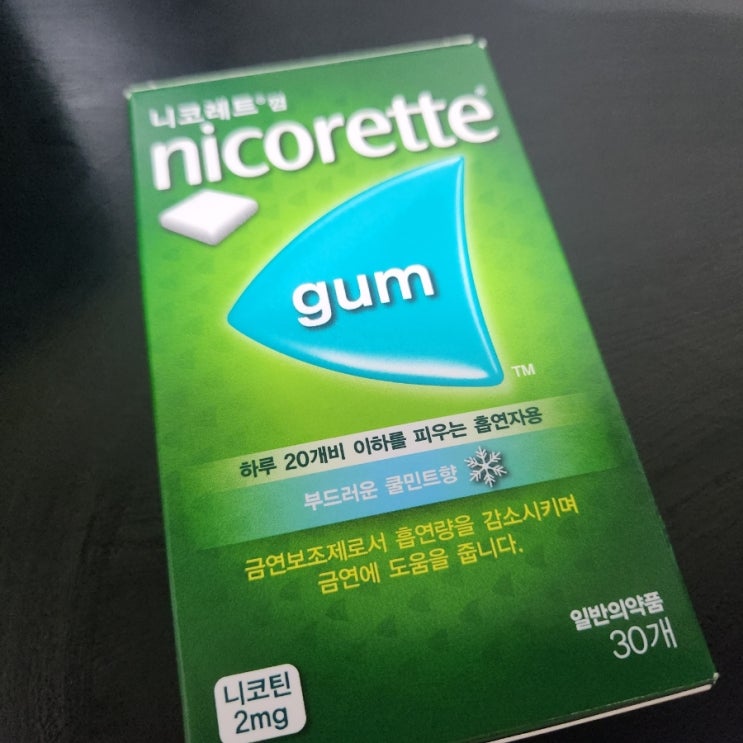 니코레트® 껌
nicorette®
gum
TM
하루 20개비 이하를 피우는 흡연자용
부드러운 쿨민트향
금연보조제로서 흡연량을 감소시키며
금연에 도움을 줍니다.
일반의약품
30개
니코틴
2mg